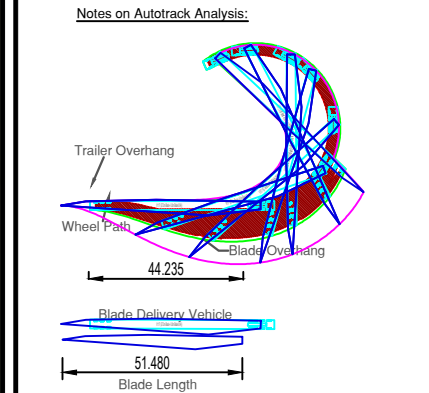 Notes on Autotrack Analysis:
Trailer Overhang
Wheel Path
Blade Overhang
44.235
Blade Delivery Vehicle
51.480
Blade Length